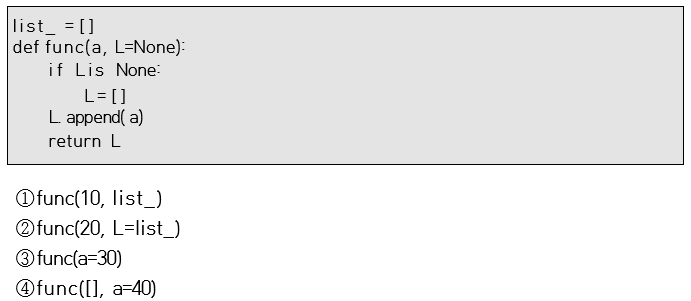 list_ = []
def func(a, L=None):
if L is None:
L = []
L. append( a)
return L
①func(10, list_)
②func(20, L=list_)
③func(a=30)
④func([], a=40)